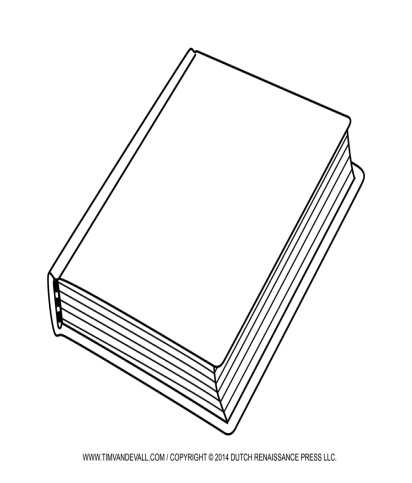 WWW.TIMVANDEVALL.COM / COPYRIGHT © 2014 DUTCH RENAISSANCE PRESS LLC.